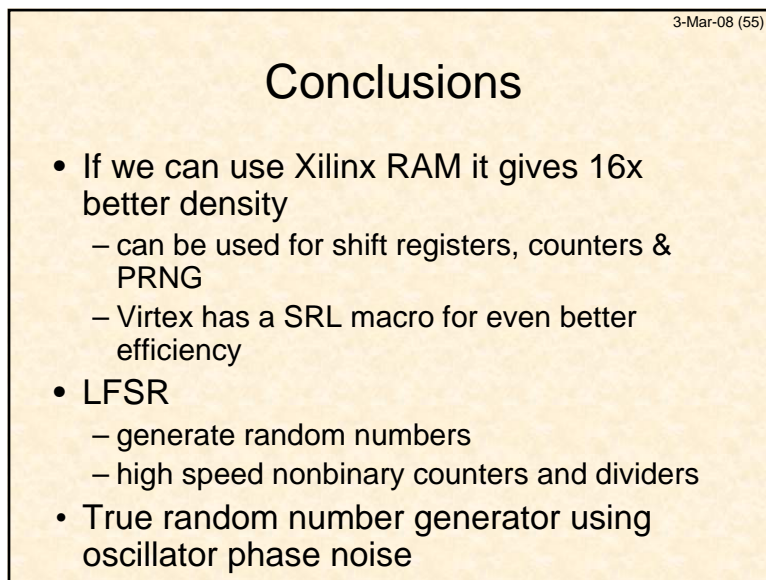 3-Mar-08 (55)
Conclusions
• If we can use Xilinx RAM it gives 16x
better density
– can be used for shift registers, counters &
PRNG
– Virtex has a SRL macro for even better
efficiency
• LFSR
– generate random numbers
– high speed nonbinary counters and dividers
• True random number generator using
oscillator phase noise